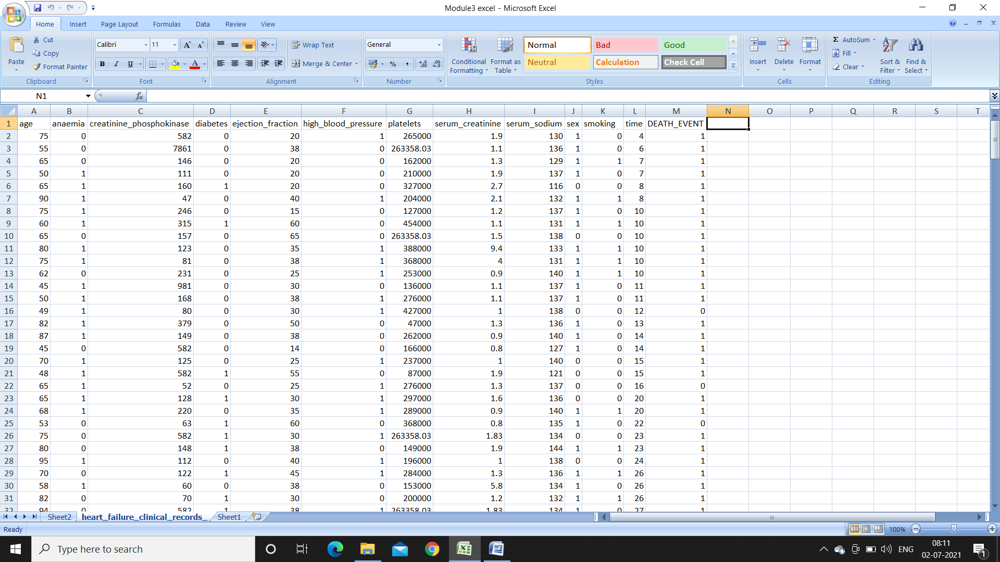 Module3 excel - Microsoft Excel
Home Insert Page Layout Formulas Data Review View
Paste Cut Copy Format Painter Clipboard
Calibri 11 A A B I U A Font
Wrap Text Merge & Center Alignment
General % , .00 .00 Number
Conditional Formatting Format as Table
Normal Bad Good
Neutral Calculation Check Cell
Styles
Insert Delete Format Cells
Σ AutoSum Fill Clear Sort & Filter Find & Select Editing
N1 fx
A B C D E F G H I J K L M N O P Q R S T
1 age anaemia creatinine_phosphokinase diabetes ejection_fraction high_blood_pressure platelets serum_creatinine serum_sodium sex smoking time DEATH_EVENT
2 75 0 582 0 20 1 265000 1.9 130 1 0 4 1
3 55 0 7861 0 38 0 263358.03 1.1 136 1 0 6 1
4 65 0 146 0 20 0 162000 1.3 129 1 1 7 1
5 50 1 111 0 20 0 210000 1.9 137 1 0 7 1
6 65 1 160 1 20 0 327000 2.7 116 0 0 8 1
7 90 1 47 0 40 1 204000 2.1 132 1 1 8 1
8 75 1 246 0 15 0 127000 1.2 137 1 0 10 1
9 60 1 315 1 60 0 454000 1.1 131 1 1 10 1
10 65 0 157 0 65 0 263358.03 1.5 138 0 0 10 1
11 80 1 123 0 35 1 388000 9.4 133 1 1 10 1
12 75 1 81 0 38 1 368000 4 131 1 1 10 1
13 62 0 231 0 25 1 253000 0.9 140 1 1 10 1
14 45 1 981 0 30 0 136000 1.1 137 1 0 11 1
15 50 1 168 0 38 1 276000 1.1 137 1 0 11 1
16 49 1 80 0 30 1 427000 1 138 0 0 12 0
17 82 1 379 0 50 0 47000 1.3 136 1 0 13 1
18 87 1 149 0 38 0 262000 0.9 140 1 0 14 1
19 45 0 582 0 14 0 166000 0.8 127 1 0 14 1
20 70 1 125 0 25 1 237000 1 140 0 0 15 1
21 48 1 582 1 55 0 87000 1.9 121 0 0 15 1
22 65 1 52 0 25 1 276000 1.3 137 0 0 16 0
23 65 1 128 1 30 1 297000 1.6 136 0 0 20 1
24 68 1 220 0 35 1 289000 0.9 140 1 1 20 1
25 53 0 63 1 60 0 368000 0.8 135 1 0 22 0
26 75 0 582 1 30 1 263358.03 1.83 134 0 0 23 1
27 80 0 148 1 38 0 149000 1.9 144 1 1 23 1
28 95 1 112 0 40 1 196000 1 138 0 0 24 1
29 70 0 122 1 45 1 284000 1.3 136 1 1 26 1
30 58 1 60 0 38 0 153000 5.8 134 1 0 26 1
31 82 0 70 1 30 0 200000 1.2 132 1 1 26 1
32 94 0 582 1 38 1 263358.03 1.83 134 1 0 27 1
Sheet2 heart_failure_clinical_records_ Sheet1
Ready 100%
Type here to search ENG 08:11
02-07-2021 1